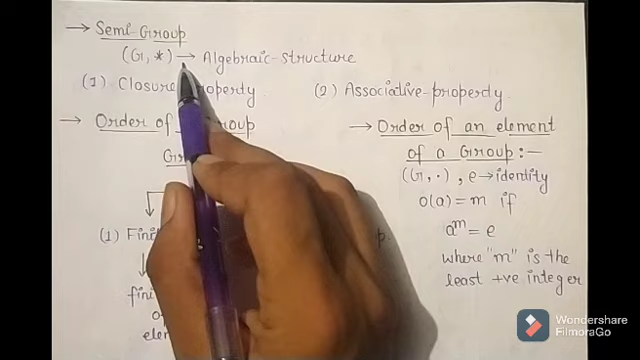 → Semi-Group
(G, *) → Algebraic-structure
(1) Closure property
(2) Associative-property
→ Order of
→ Order of an element
of a Group:-
(G, ·), e→identity
o(a) = m if
aᵐ = e
where "m" is the
least +ve integer
(1)
Wondershare
FilmoraGo